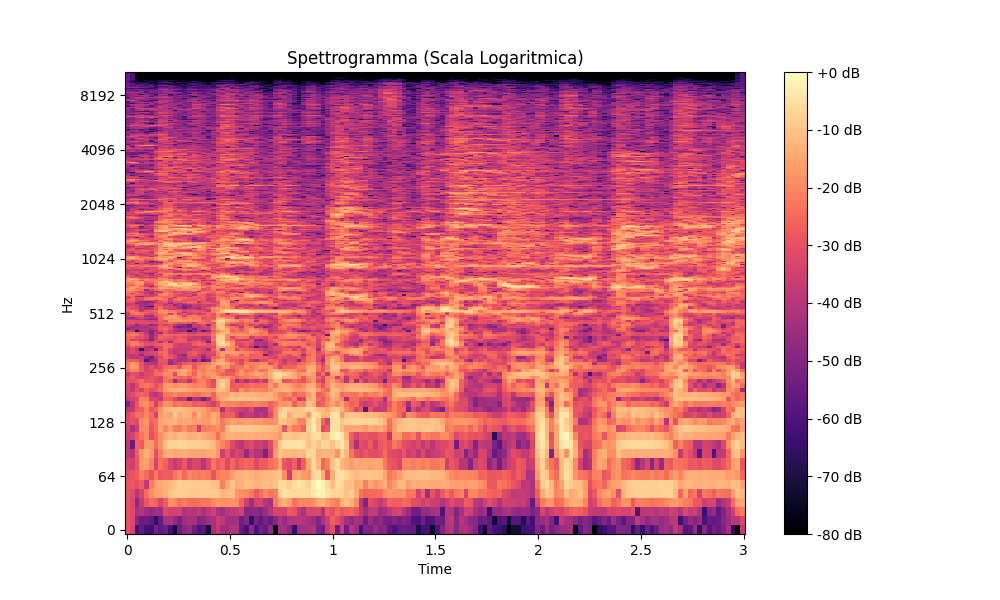 Spettrogramma (Scala Logaritmica)
Hz
8192
4096
2048
1024
512
256
128
64
0
0 0.5 1 1.5 2 2.5 3
Time
+0 dB
-10 dB
-20 dB
-30 dB
-40 dB
-50 dB
-60 dB
-70 dB
-80 dB